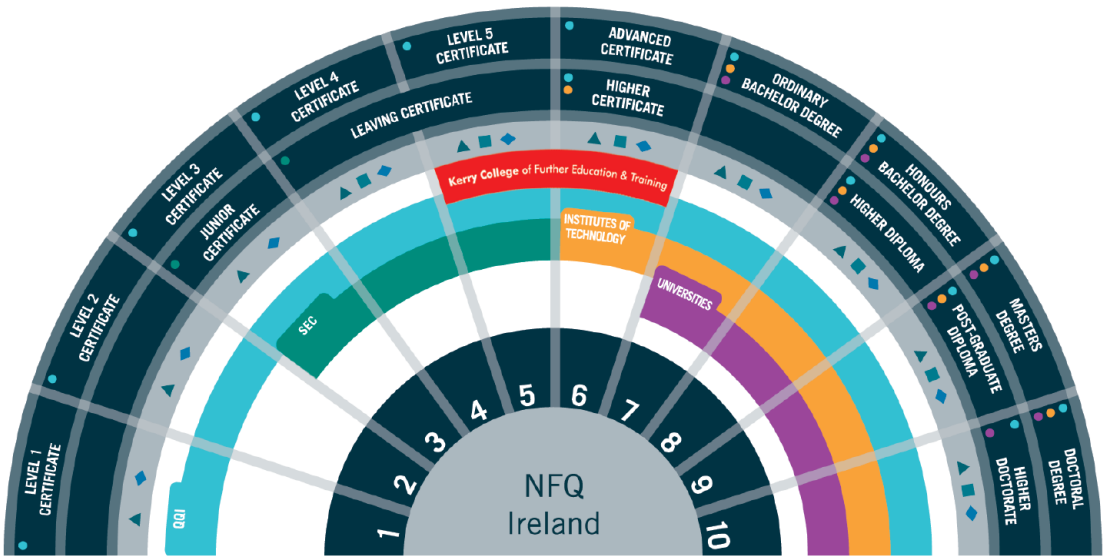 LEVEL 1
CERTIFICATE
LEVEL 2
CERTIFICATE
LEVEL 3
CERTIFICATE
LEVEL 4
CERTIFICATE
LEVEL 5
CERTIFICATE
ADVANCED
CERTIFICATE
ORDINARY
BACHELOR DEGREE
HONOURS
BACHELOR DEGREE
MASTERS
DEGREE
DOCTORAL
DEGREE
JUNIOR
CERTIFICATE
LEAVING CERTIFICATE
HIGHER
CERTIFICATE
HIGHER DIPLOMA
POST-GRADUATE
DIPLOMA
HIGHER
DOCTORATE
Kerry College of Further Education & Training
QQI
SEC
INSTITUTES OF
TECHNOLOGY
UNIVERSITIES
1
2
3
4
5
6
7
8
9
10
NFQ
Ireland